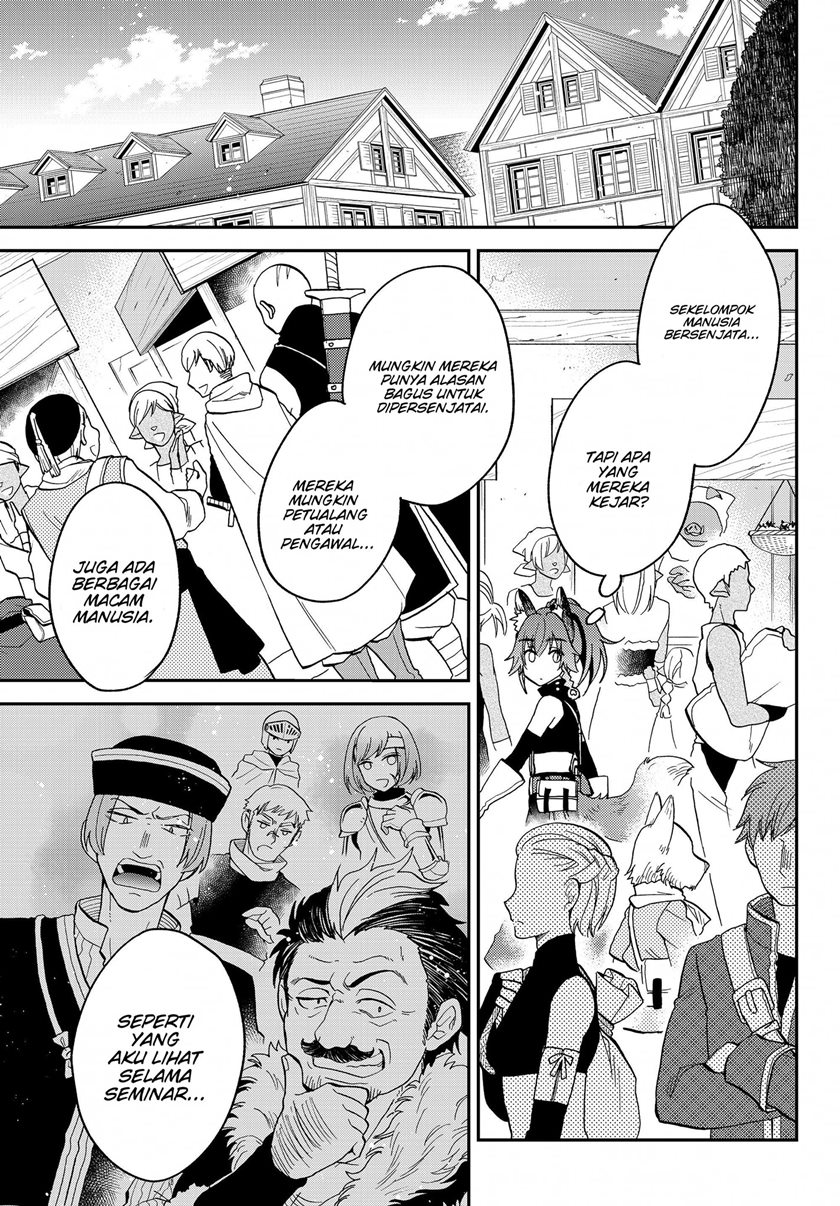 SEKELOMPOK
MANUSIA
BERSENJATA...
TAPI APA
YANG
MEREKA
KEJAR?
MUNGKIN MEREKA
PUNYA ALASAN
BAGUS UNTUK
DIPERSENJATAI.
MEREKA
MUNGKIN
PETUALANG
ATAU
PENGAWAL...
JUGA ADA
BERBAGAI
MACAM
MANUSIA.
SEPERTI
YANG
AKU LIHAT
SELAMA
SEMINAR...